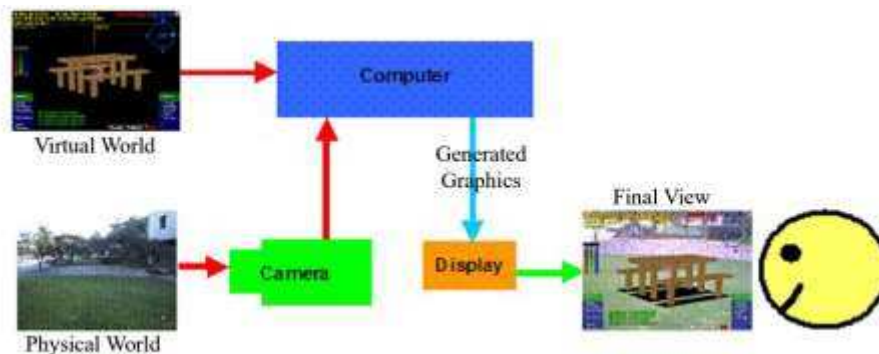 Computer
Virtual World
Generated
Graphics
Final View
Camera
Display
Physical World